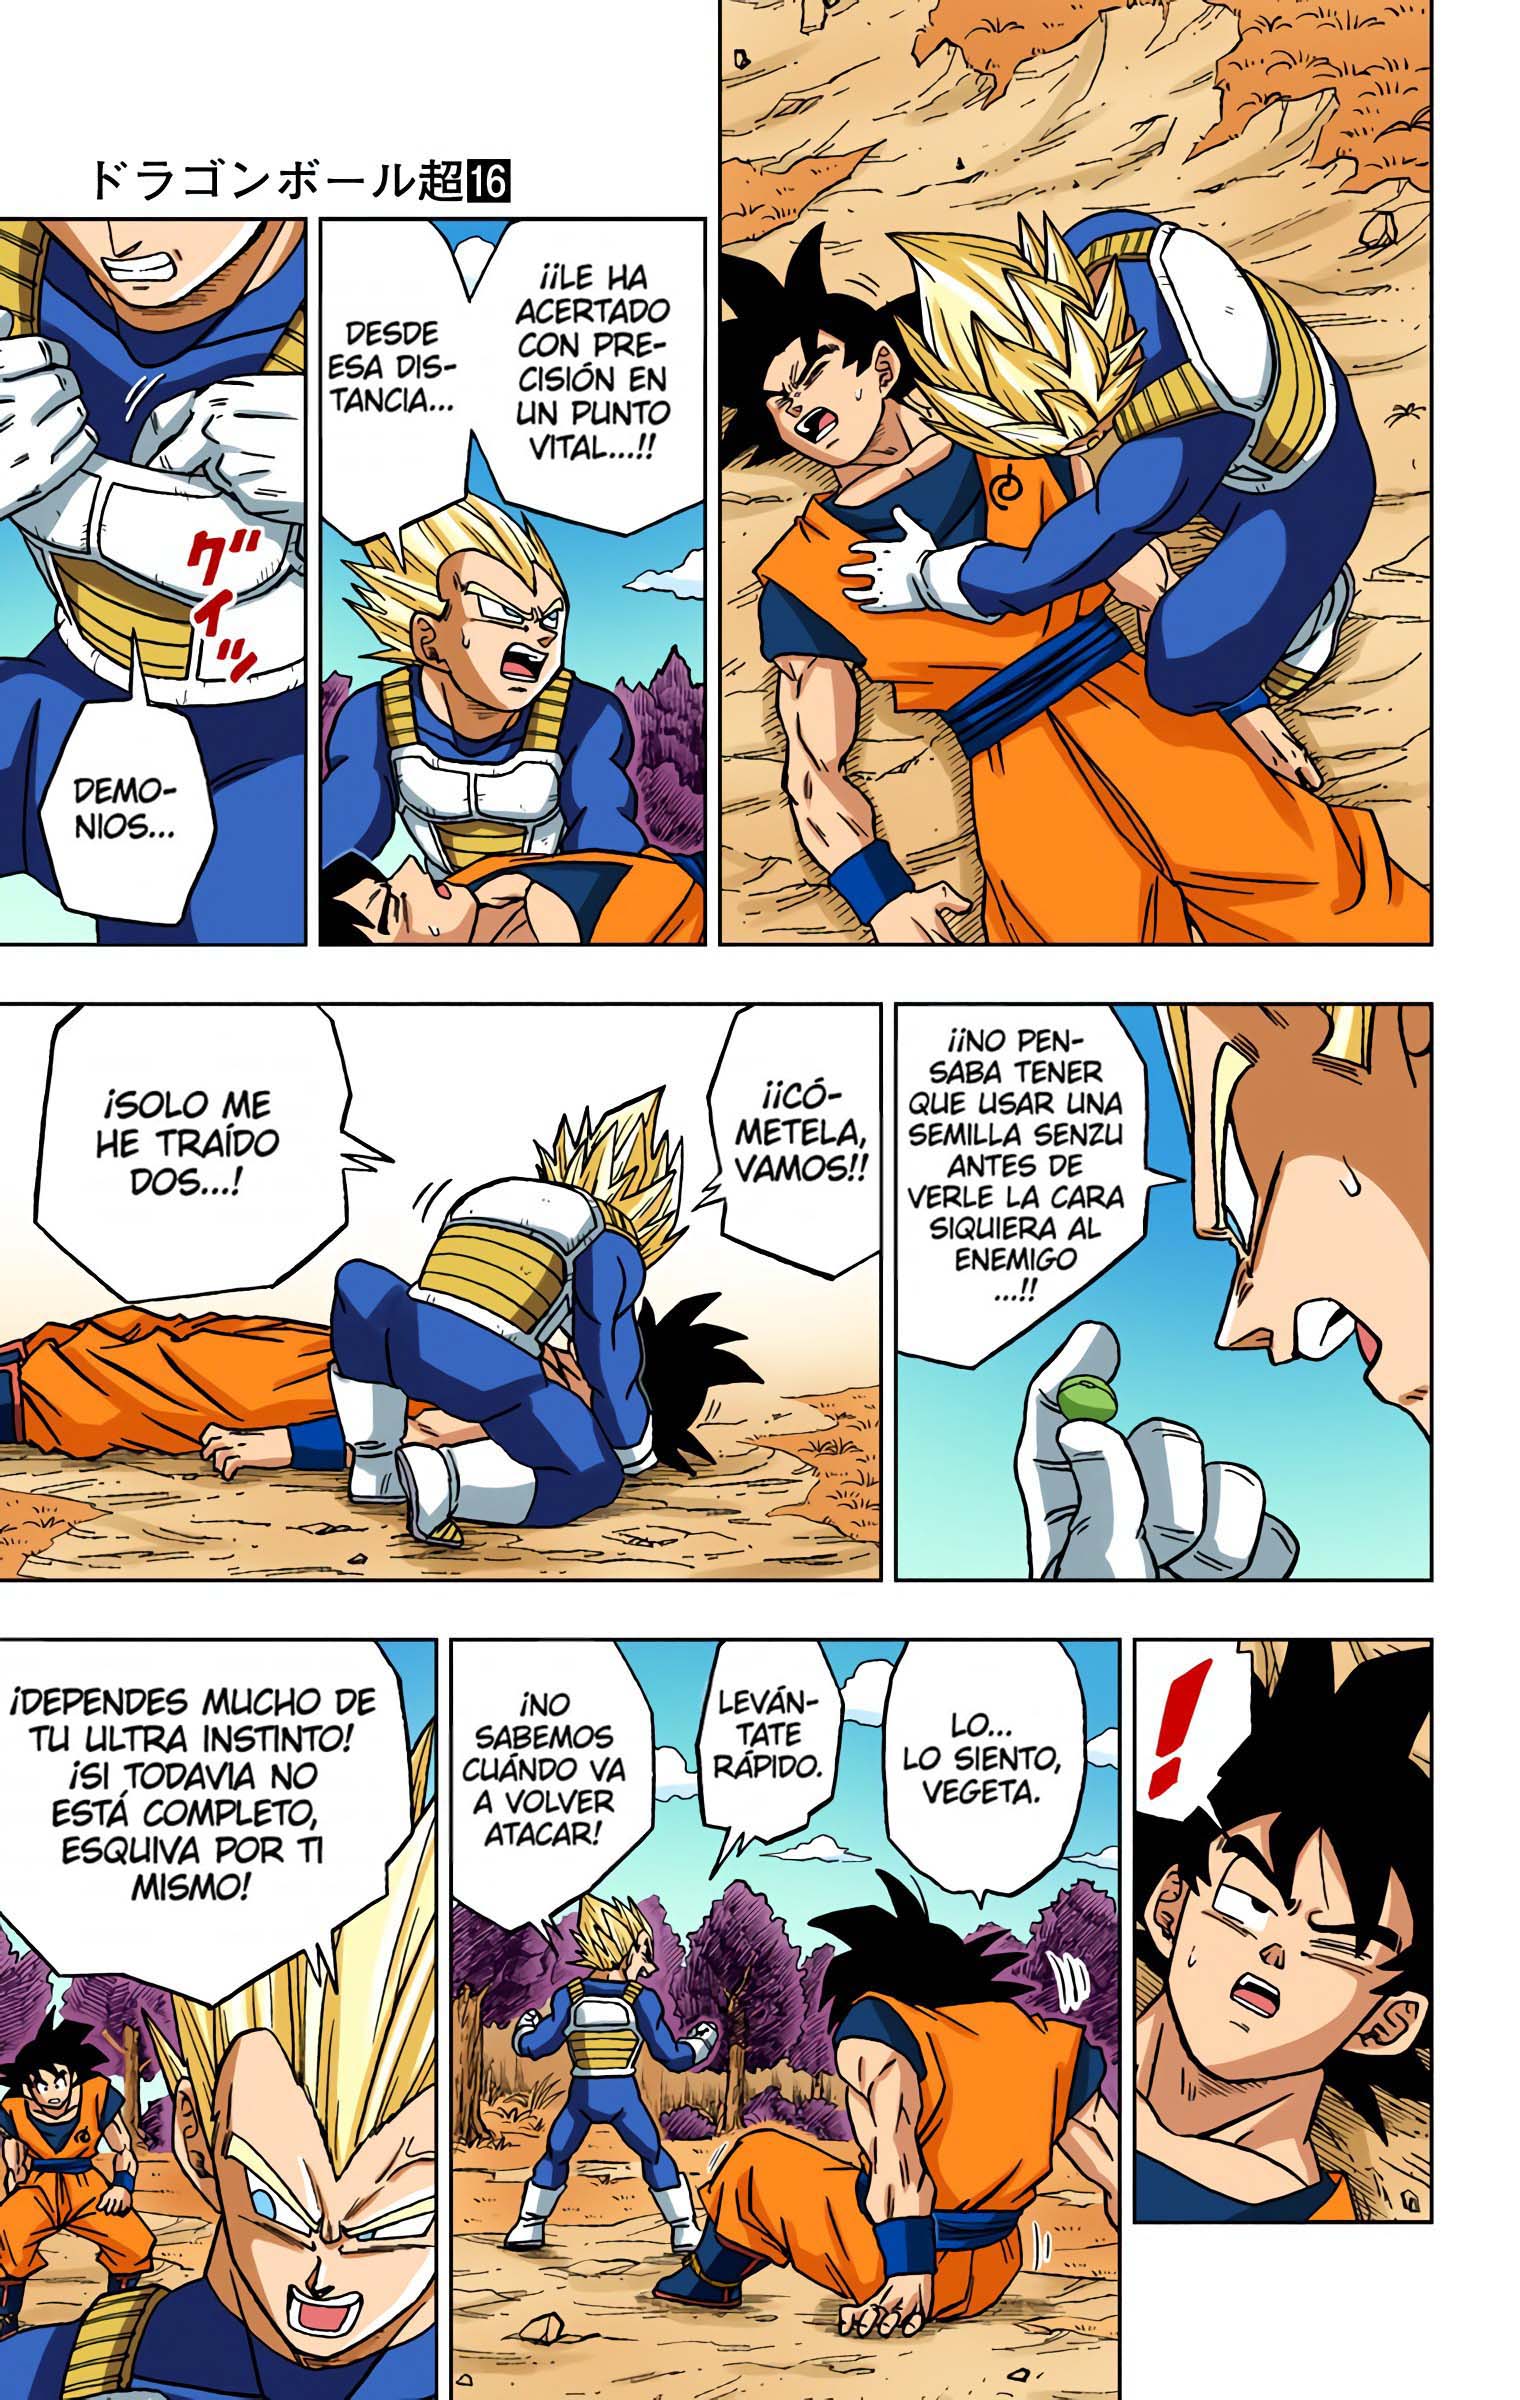 ドラゴンボール超16
¡¡LE HA
ACERTADO
CON PRE-
CISIÓN EN
UN PUNTO
VITAL...!!
DESDE
ESA DIS-
TANCIA...
グイッ
DEMO-
NIOS...
¡¡NO PEN-
SABA TENER
QUE USAR UNA
SEMILLA SENZU
ANTES DE
VERLE LA CARA
SIQUIERA AL
ENEMIGO
...!!
¡¡CÓ-
METELA,
VAMOS!!
¡SOLO ME
HE TRAÍDO
DOS...!
!
LO...
LO SIENTO,
VEGETA.
LEVÁN-
TATE
RÁPIDO.
¡NO
SABEMOS
CUÁNDO VA
A VOLVER
ATACAR!
¡DEPENDES MUCHO DE
TU ULTRA INSTINTO!
¡SI TODAVIA NO
ESTÁ COMPLETO,
ESQUIVA POR TI
MISMO!